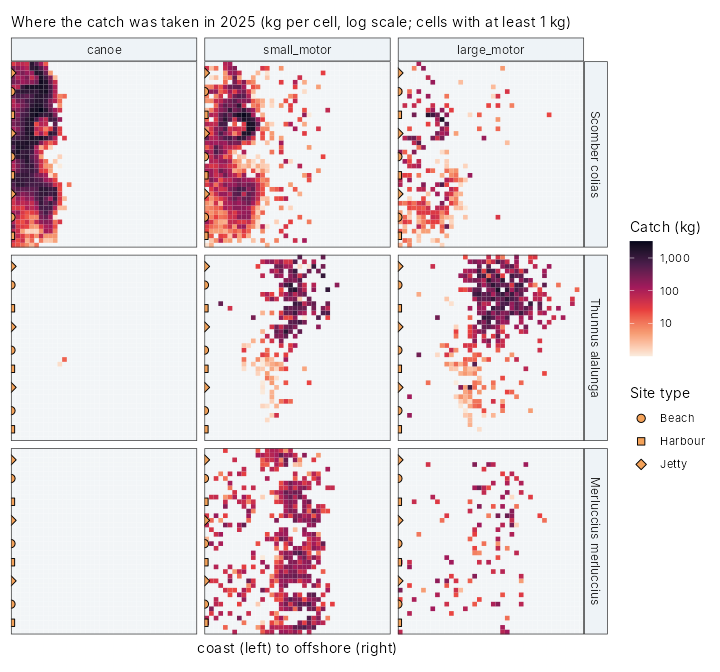 Where the catch was taken in 2025 (kg per cell, log scale; cells with at least 1 kg)
canoe
small_motor
large_motor
Scomber colias
Thunnus alalunga
Merluccius merluccius
coast (left) to offshore (right)
Catch (kg)
1,000
100
10
Site type
Beach
Harbour
Jetty